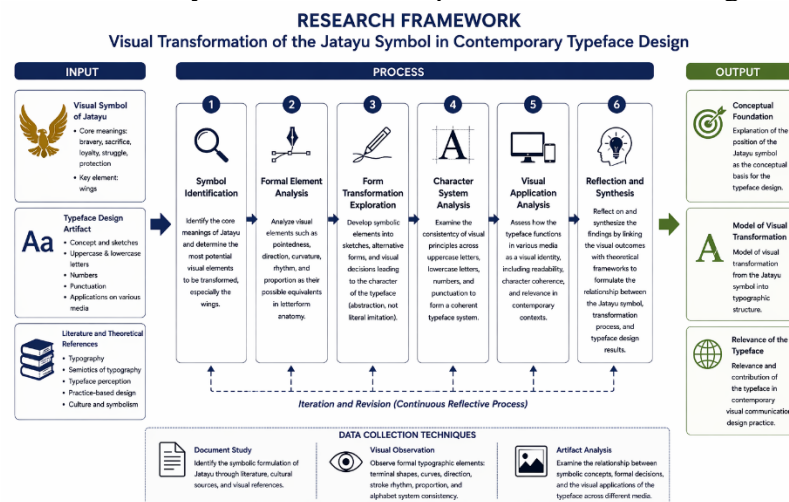 RESEARCH FRAMEWORK
Visual Transformation of the Jatayu Symbol in Contemporary Typeface Design
INPUT
Visual Symbol
of Jatayu
• Core meanings:
bravery, sacrifice,
loyalty, struggle,
protection
• Key element:
wings
Aa
Typeface Design
Artifact
• Concept and sketches
• Uppercase & lowercase
letters
• Numbers
• Punctuation
• Applications on various
media
Literature and Theoretical
References
• Typography
• Semiotics of typography
• Typeface perception
• Practice-based design
• Culture and symbolism
PROCESS
1
Symbol
Identification
Identify the core
meanings of Jatayu
and determine the
most potential
visual elements
to be transformed,
especially the
wings.
2
Formal Element
Analysis
Analyze visual
elements such as
pointedness,
direction, curvature,
rhythm, and
proportion as their
possible equivalents
in letterform
anatomy.
3
Form
Transformation
Exploration
Develop symbolic
elements into
sketches, alternative
forms, and visual
decisions leading to
the character of
the typeface
(abstraction, not
literal imitation).
4
A
Character
System
Analysis
Examine the
consistency of visual
principles across
uppercase letters,
lowercase letters,
numbers, and
punctuation to
form a coherent
typeface system.
5
Visual
Application
Analysis
Assess how the
typeface functions
in various media
as a visual identity,
including readability,
character coherence,
and relevance in
contemporary
contexts.
6
Reflection and
Synthesis
Reflect on and
synthesize the
findings by linking
the visual outcomes
with theoretical
frameworks to
formulate the
relationship between
the Jatayu symbol,
transformation
process, and
typeface design
results.
Iteration and Revision (Continuous Reflective Process)
OUTPUT
Conceptual
Foundation
Explanation of the
position of the
Jatayu symbol
as the conceptual
basis for the
typeface design.
A
Model of Visual
Transformation
Model of visual
transformation
from the Jatayu
symbol into
typographic
structure.
Relevance of the
Typeface
Relevance and
contribution of
the typeface in
contemporary
visual communication
design practice.
DATA COLLECTION TECHNIQUES
Document Study
Identify the symbolic formulation of
Jatayu through literature, cultural
sources, and visual references.
Visual Observation
Observe formal typographic elements:
terminal shapes, curves, direction,
stroke rhythm, proportion, and
alphabet system consistency.
Artifact Analysis
Examine the relationship between
symbolic concepts, formal decisions,
and the visual applications of the
typeface across different media.